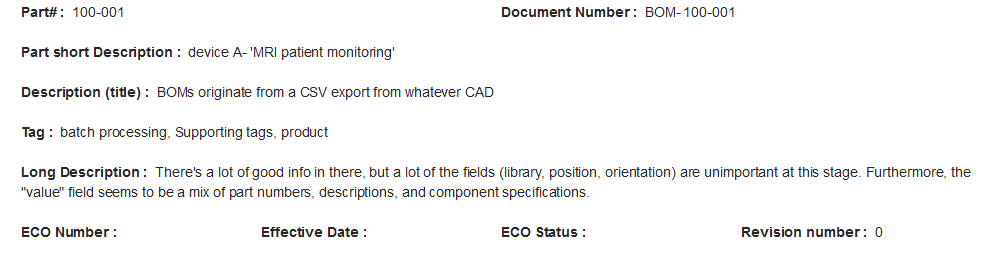 Part# : 100-001 Document Number : BOM-100-001
Part short Description : device A- 'MRI patient monitoring'
Description (title) : BOMs originate from a CSV export from whatever CAD
Tag : batch processing, Supporting tags, product
Long Description : There's a lot of good info in there, but a lot of the fields (library, position, orientation) are unimportant at this stage. Furthermore, the
"value" field seems to be a mix of part numbers, descriptions, and component specifications.
ECO Number : Effective Date : ECO Status : Revision number : 0